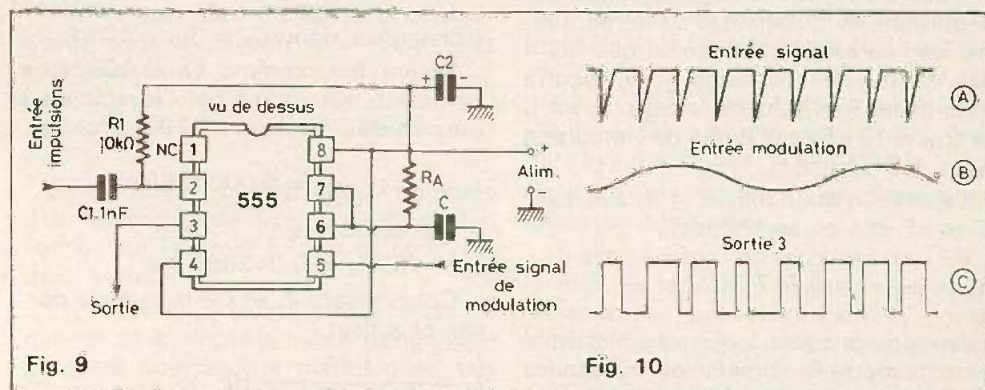 Entrée
impulsions
R1
10kΩ
C1.1nF
NC
vu de dessus
555
1
2
3
4
8
7
6
5
Sortie
C2
+
-
RA
C
+
Alim.
-
Entrée signal
de
modulation
Fig. 9
Entrée signal
A
Entrée modulation
B
Sortie 3
C
Fig. 10